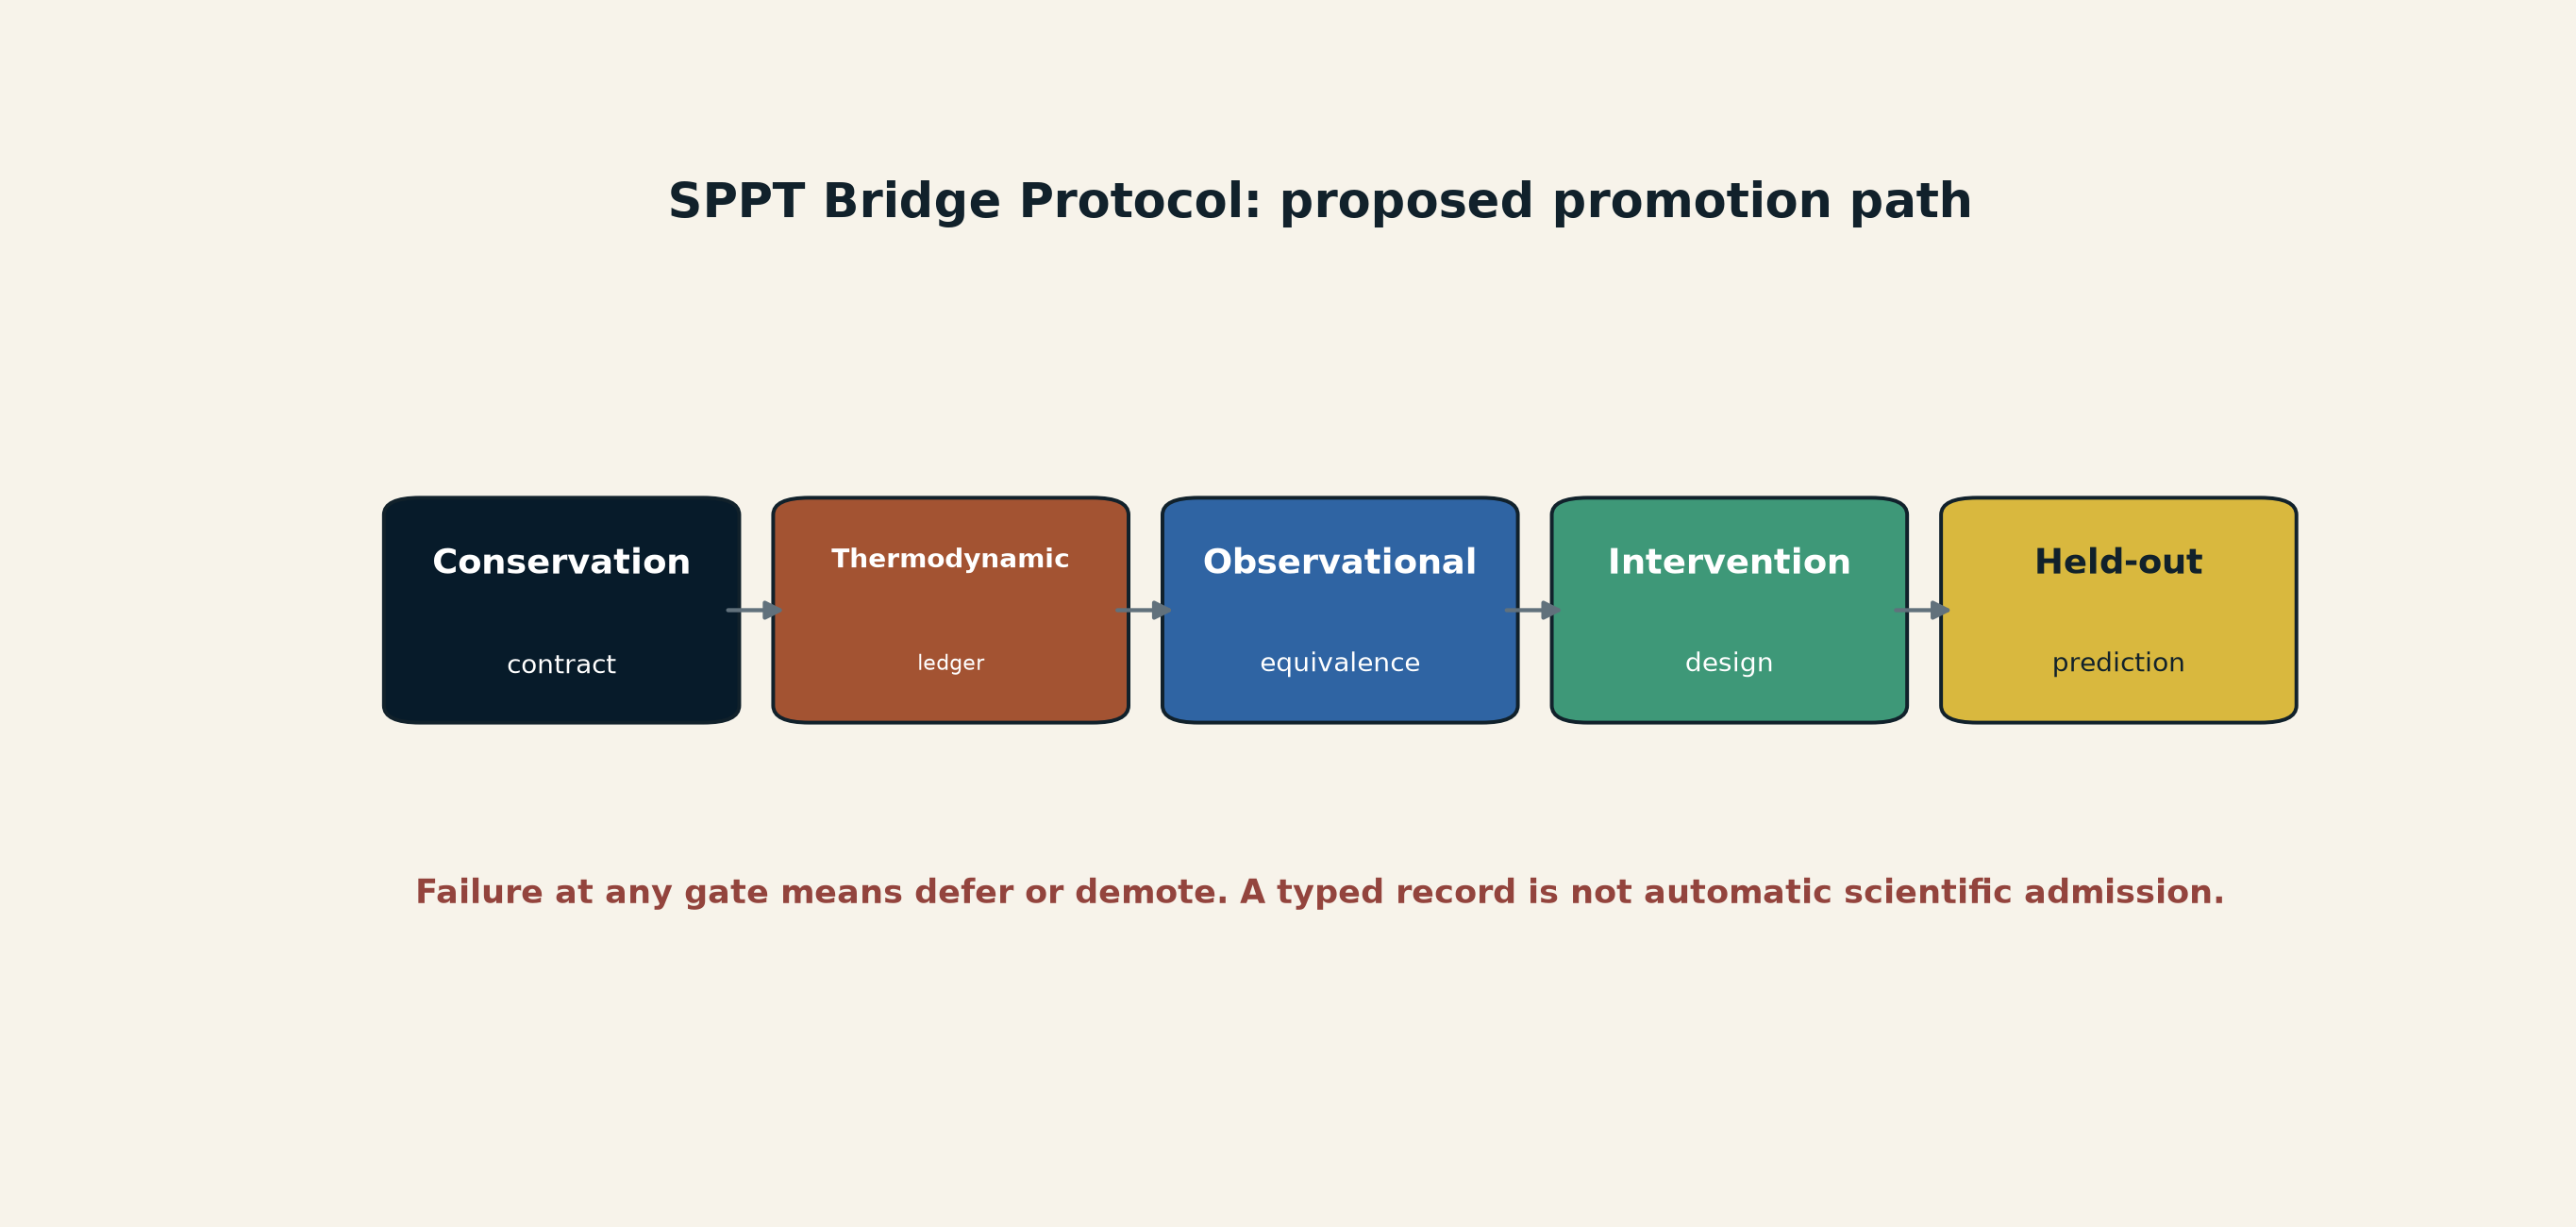 SPPT Bridge Protocol: proposed promotion path
Conservation
contract
Thermodynamic
ledger
Observational
equivalence
Intervention
design
Held-out
prediction
Failure at any gate means defer or demote. A typed record is not automatic scientific admission.